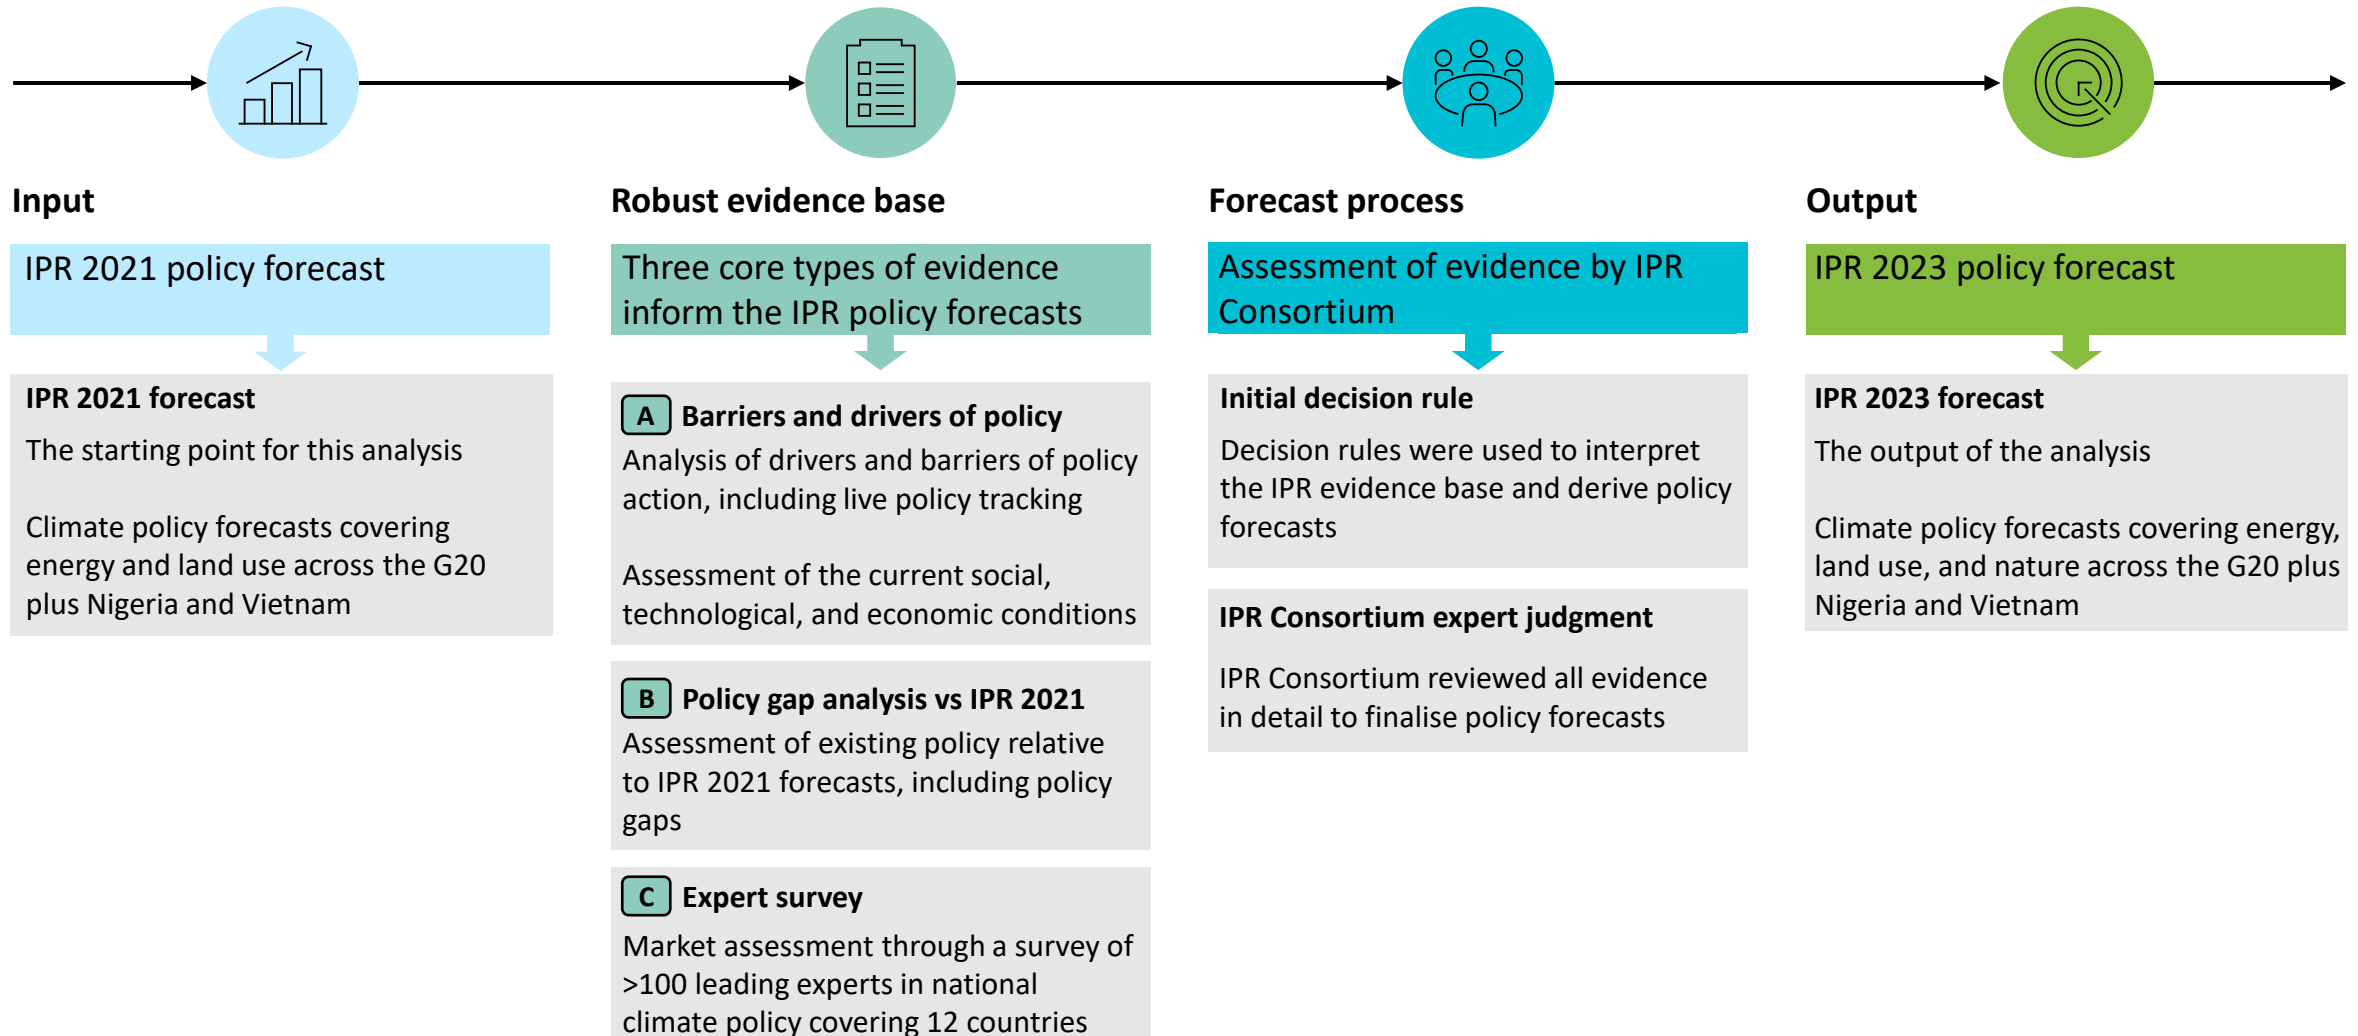 Input
IPR 2021 policy forecast
IPR 2021 forecast
The starting point for this analysis
Climate policy forecasts covering
energy and land use across the G20
plus Nigeria and Vietnam
Robust evidence base
Three core types of evidence
inform the IPR policy forecasts
A Barriers and drivers of policy
Analysis of drivers and barriers of policy
action, including live policy tracking
Assessment of the current social,
technological, and economic conditions
B Policy gap analysis vs IPR 2021
Assessment of existing policy relative
to IPR 2021 forecasts, including policy
gaps
C Expert survey
Market assessment through a survey of
>100 leading experts in national
climate policy covering 12 countries
Forecast process
Assessment of evidence by IPR
Consortium
Initial decision rule
Decision rules were used to interpret
the IPR evidence base and derive policy
forecasts
IPR Consortium expert judgment
IPR Consortium reviewed all evidence
in detail to finalise policy forecasts
Output
IPR 2023 policy forecast
IPR 2023 forecast
The output of the analysis
Climate policy forecasts covering energy,
land use, and nature across the G20 plus
Nigeria and Vietnam